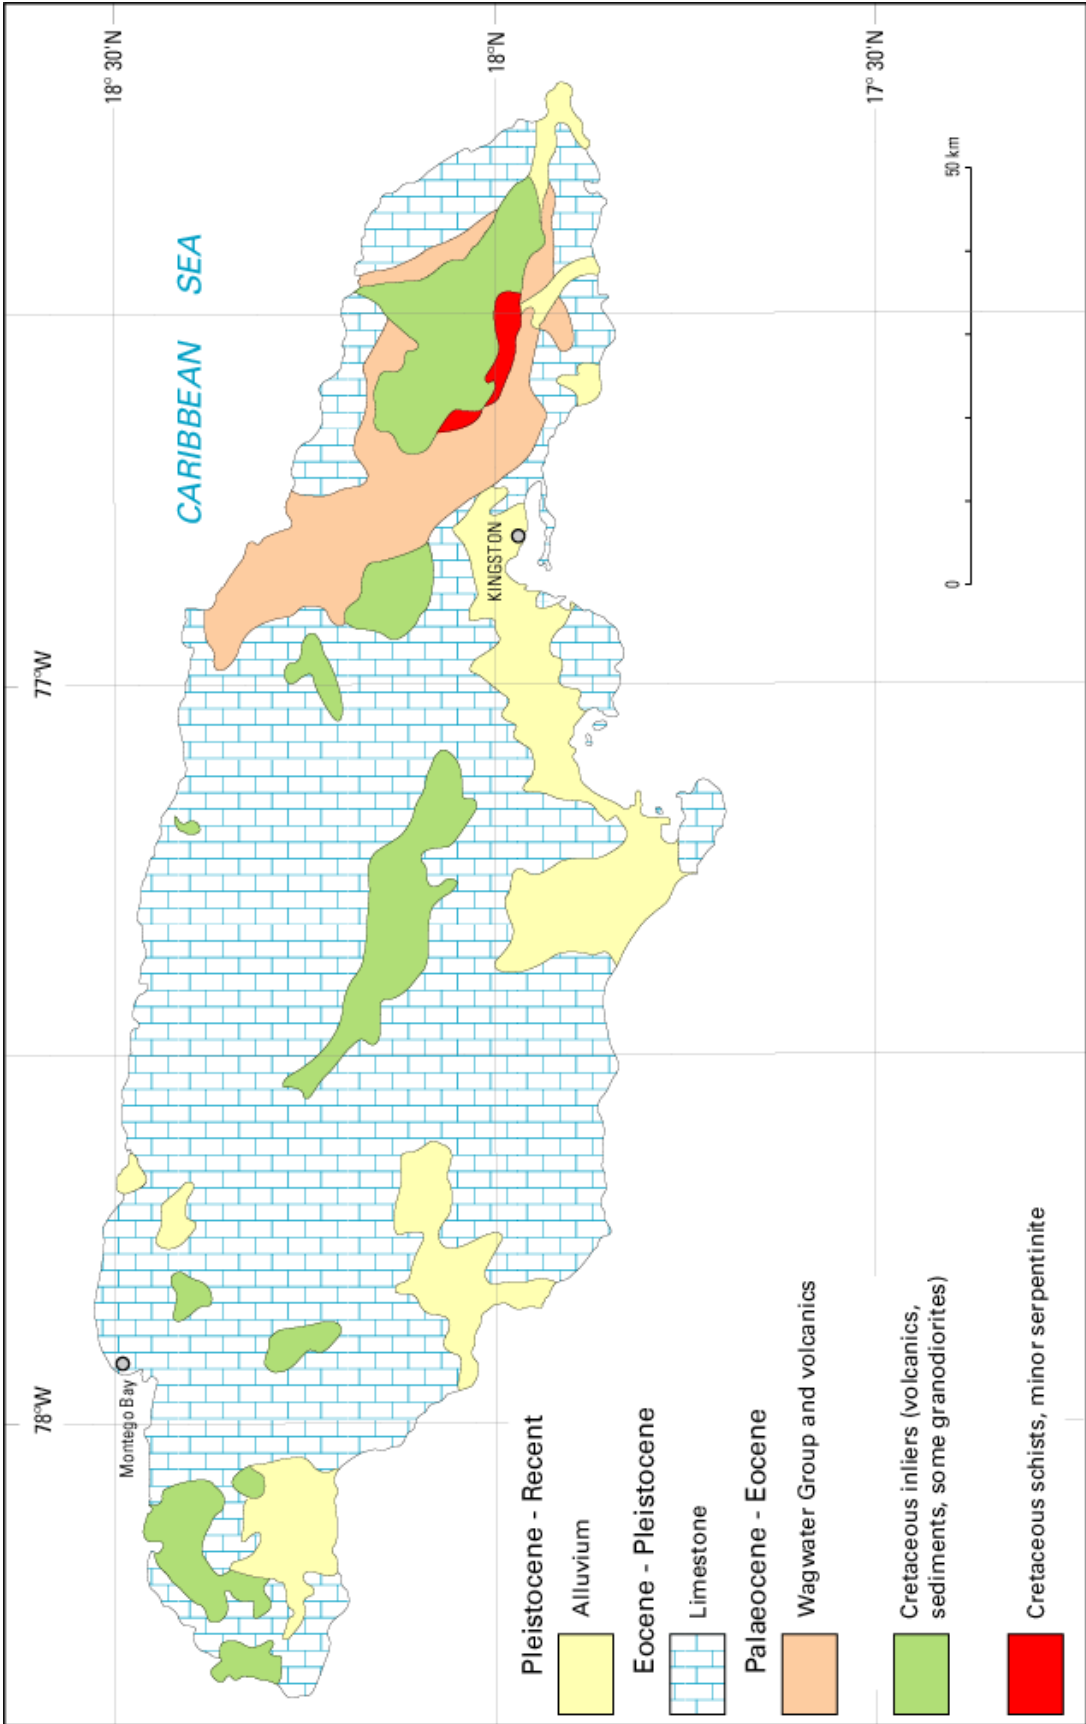 18° 30'N
18°N
17° 30'N
77°W
78°W
CARIBBEAN SEA
Montego Bay
KINGSTON
0
50 km
Pleistocene - Recent
Alluvium
Eocene - Pleistocene
Limestone
Palaeocene - Eocene
Wagwater Group and volcanics
Cretaceous inliers (volcanics,
sediments, some granodiorites)
Cretaceous schists, minor serpentinite